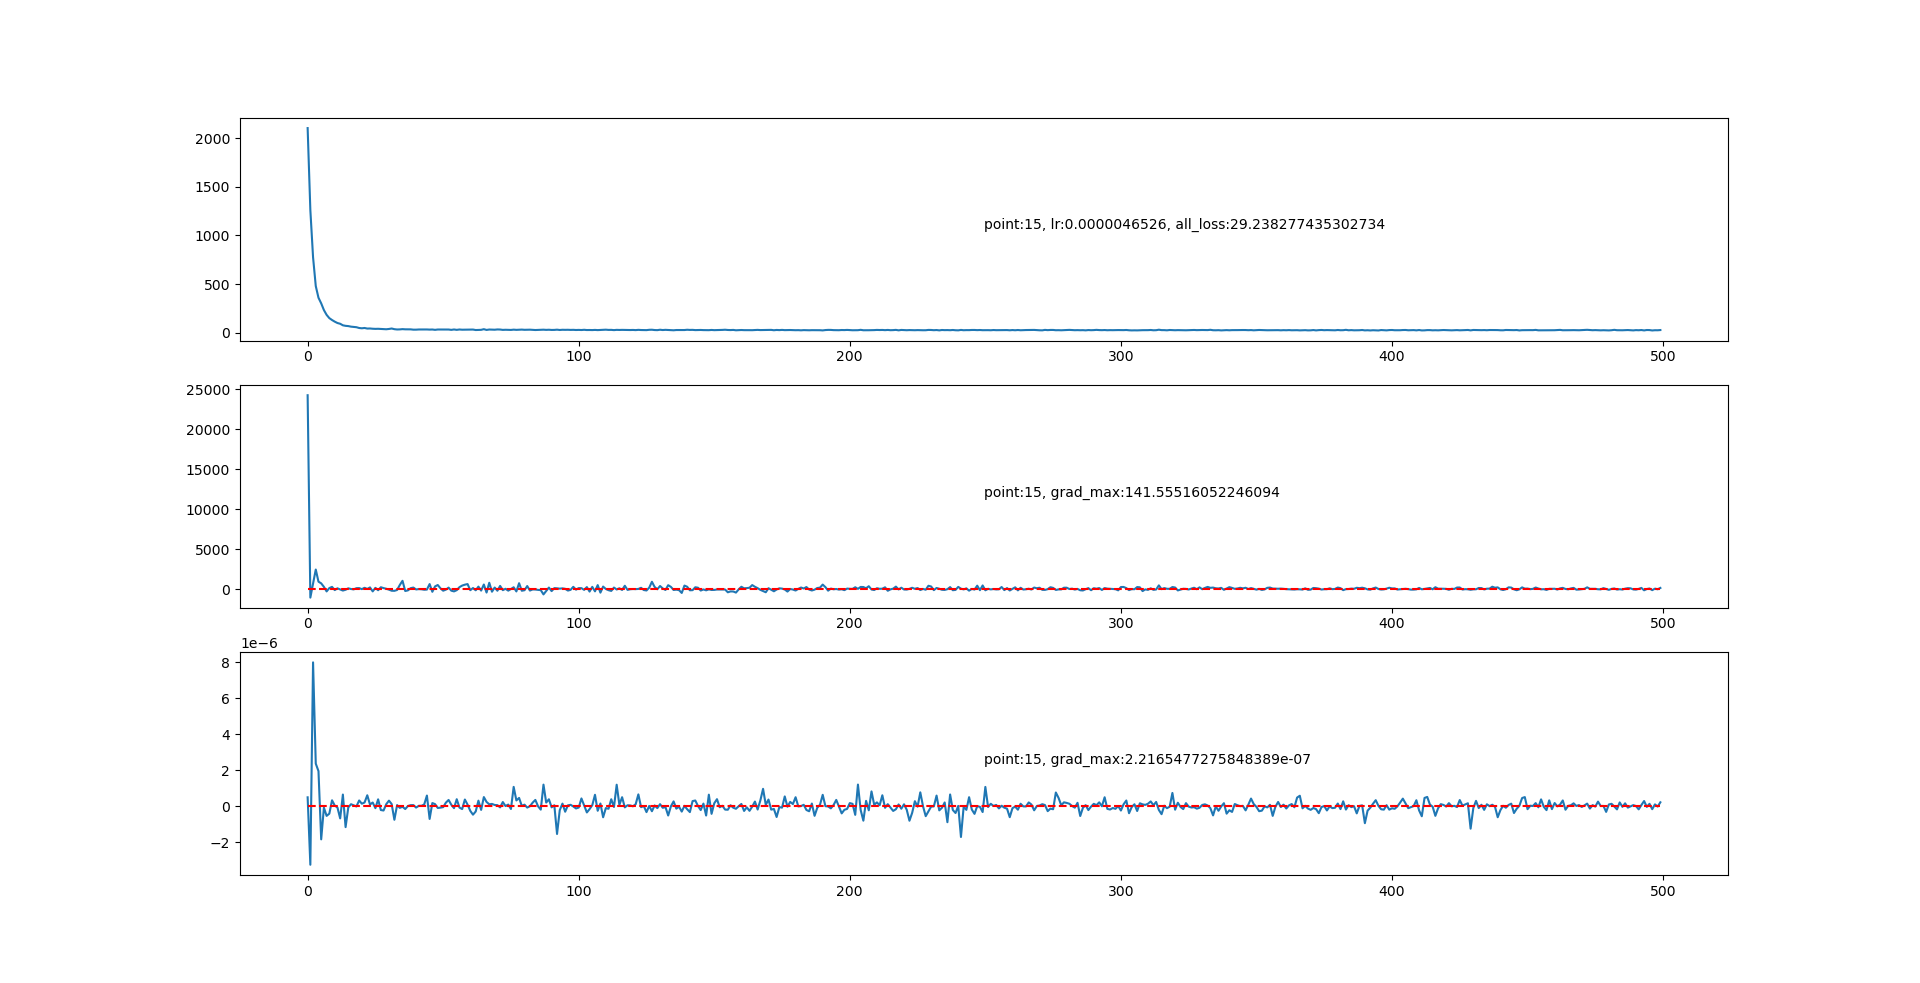 2000
1500
1000
500
0
point:15, lr:0.0000046526, all_loss:29.238277435302734
0 100 200 300 400 500
25000
20000
15000
10000
5000
0
point:15, grad_max:141.55516052246094
0 100 200 300 400 500
1e−6
8
6
4
2
0
−2
point:15, grad_max:2.2165477275848389e-07
0 100 200 300 400 500